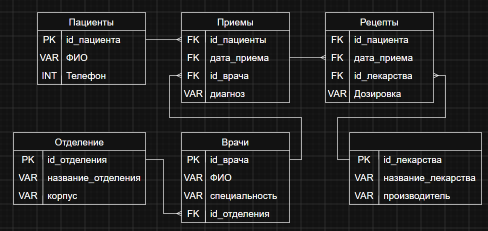 Пациенты
PK id_пациента
VAR ФИО
INT Телефон
Приемы
FK id_пациенты
FK дата_приема
FK id_врача
VAR диагноз
Рецепты
FK id_пациента
FK дата_приема
FK id_лекарства
VAR Дозировка
Отделение
PK id_отделения
VAR название_отделения
VAR корпус
Врачи
PK id_врача
VAR ФИО
VAR специальность
FK id_отделения
PK id_лекарства
VAR название_лекарства
VAR производитель